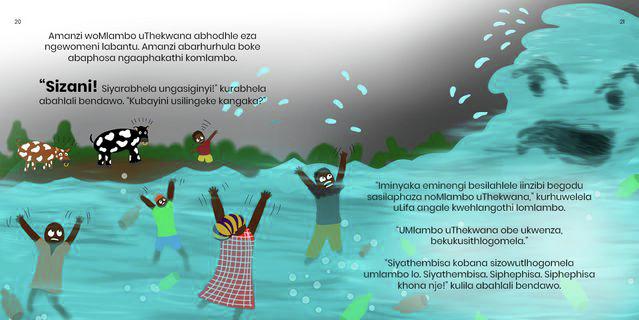 20
Amanzi woMlambo uThekwana abhodhle eza
ngewomeni labantu. Amanzi abarhurhula boke
abaphosa ngaaphakathi komlambo.
“Sizani! Siyarabhela ungasiginyi!” kurabhela
abahlali bendawo. “Kubayini usilingeke kangaka?”
21
“Iminyaka eminengi besilahlele iinzibi begodu
sasilaphaza noMlambo uThekwana,” kurhuwelela
uLifa angale kwehlangothi lomlambo.
“UMlambo uThekwana obe ukwenza,
bekukusithlogomela.”
“Siyathembisa kobana sizowutlhogomela
umlambo lo. Siyathembisa. Siphephisa. Siphephisa
khona nje!” kulila abahlali bendawo.